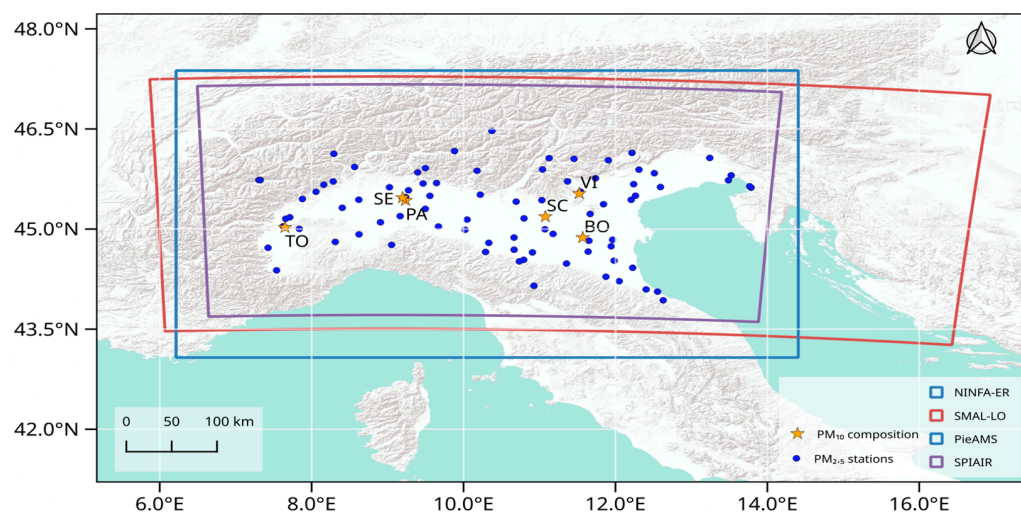 48.0°N
46.5°N
45.0°N
43.5°N
42.0°N
SE
PA
VI
SC
BO
TO
0 50 100 km
PM₁₀ composition
PM₂.₅ stations
NINFA-ER
SMAL-LO
PieAMS
SPIAIR
6.0°E 8.0°E 10.0°E 12.0°E 14.0°E 16.0°E